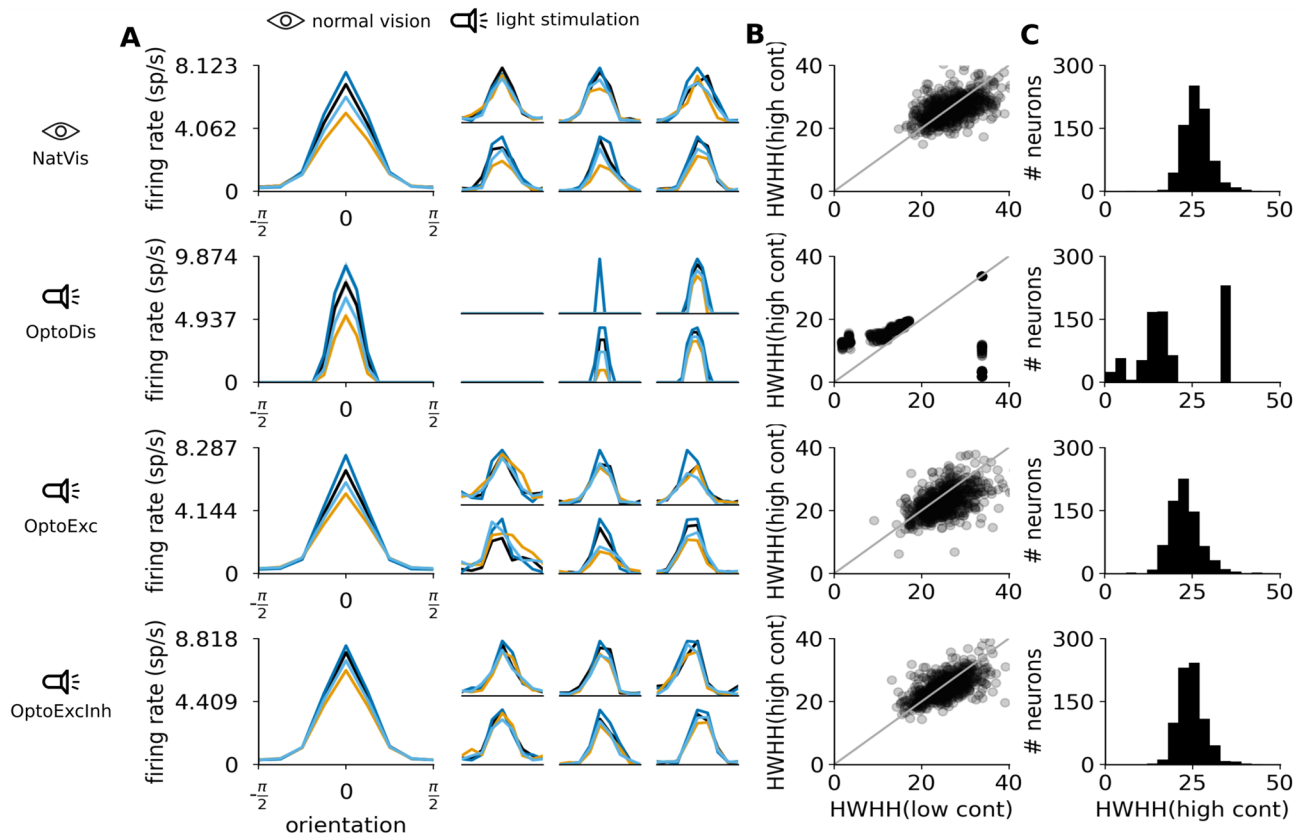 normal vision light stimulation
A B C
NatVis
firing rate (sp/s)
8.123
4.062
0
-π/2 0 π/2
HWHH(high cont)
40
20
0
0 20 40
# neurons
300
150
0
0 25 50
OptoDis
firing rate (sp/s)
9.874
4.937
0
-π/2 0 π/2
HWHH(high cont)
40
20
0
0 20 40
# neurons
300
150
0
0 25 50
OptoExc
firing rate (sp/s)
8.287
4.144
0
-π/2 0 π/2
HWHH(high cont)
40
20
0
0 20 40
# neurons
300
150
0
0 25 50
OptoExcInh
firing rate (sp/s)
8.818
4.409
0
-π/2 0 π/2
orientation
HWHH(high cont)
40
20
0
0 20 40
HWHH(low cont)
# neurons
300
150
0
0 25 50
HWHH(high cont)